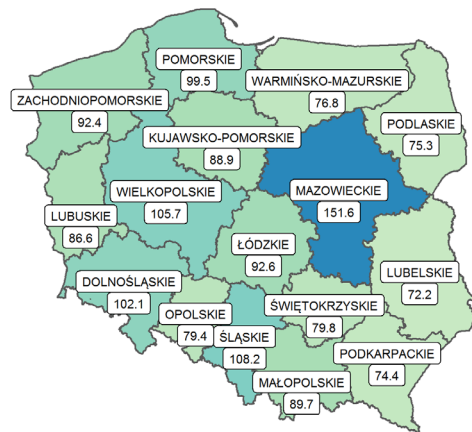 POMORSKIE
99.5
WARMIŃSKO-MAZURSKIE
76.8
ZACHODNIOPOMORSKIE
92.4
PODLASKIE
75.3
KUJAWSKO-POMORSKIE
88.9
WIELKOPOLSKIE
105.7
MAZOWIECKIE
151.6
LUBUSKIE
86.6
ŁÓDZKIE
92.6
LUBELSKIE
72.2
DOLNOŚLĄSKIE
102.1
OPOLSKIE
79.4
ŚWIĘTOKRZYSKIE
79.8
ŚLĄSKIE
108.2
PODKARPACKIE
74.4
MAŁOPOLSKIE
89.7